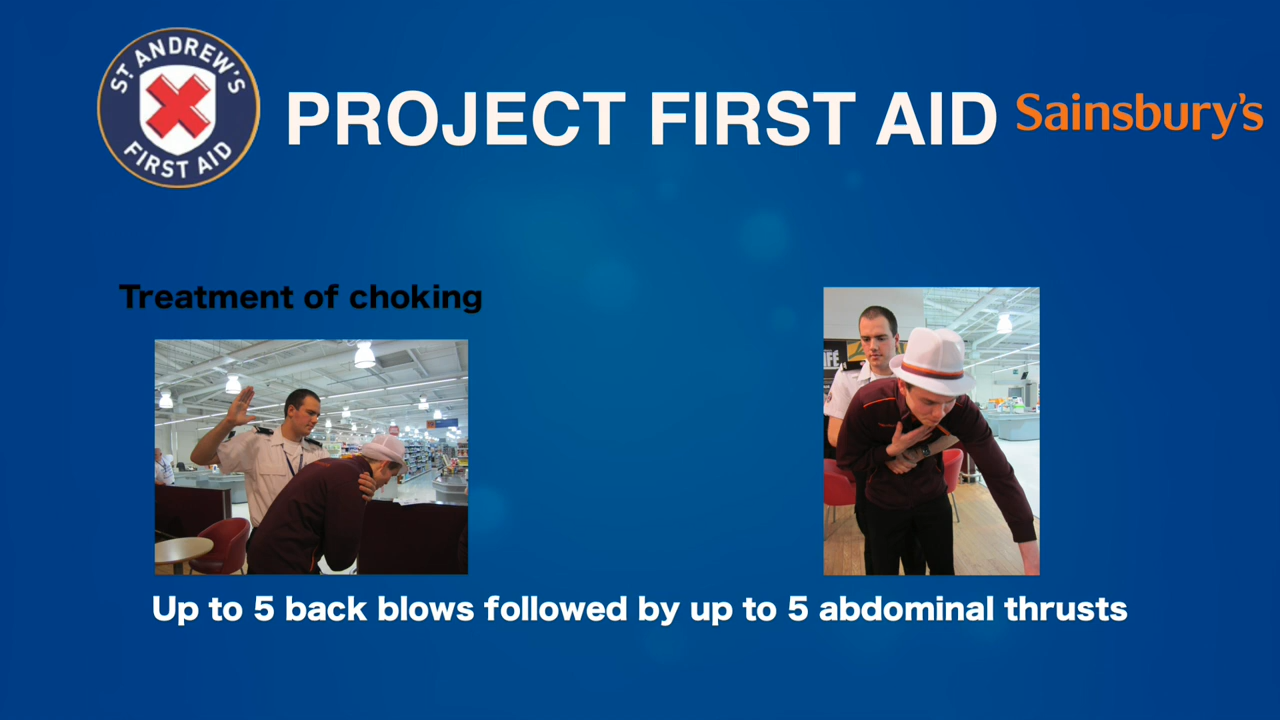 ST ANDREW'S
FIRST AID
PROJECT FIRST AID
Sainsbury's
Treatment of choking
Up to 5 back blows followed by up to 5 abdominal thrusts